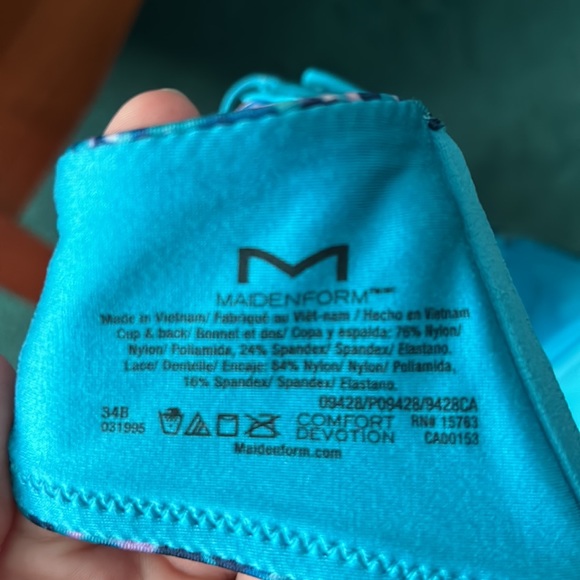 M
MAIDENFORM
Made in Vietnam/ Fabriqué au Viêt-nam / Hecho en Vietnam
Cup & back/ Bonnet et dos/ Copa y espalda: 76% Nylon/
Nylon/ Poliamida, 24% Spandex/ Spandex/ Elastano.
Lace/ Dentelle/ Encaje: 84% Nylon/ Nylon/ Poliamida,
16% Spandex/ Spandex/ Elastano.
09428/P09428/9428CA
34B COMFORT RN# 15763
031995 DEVOTION CA00153
Maidenform.com